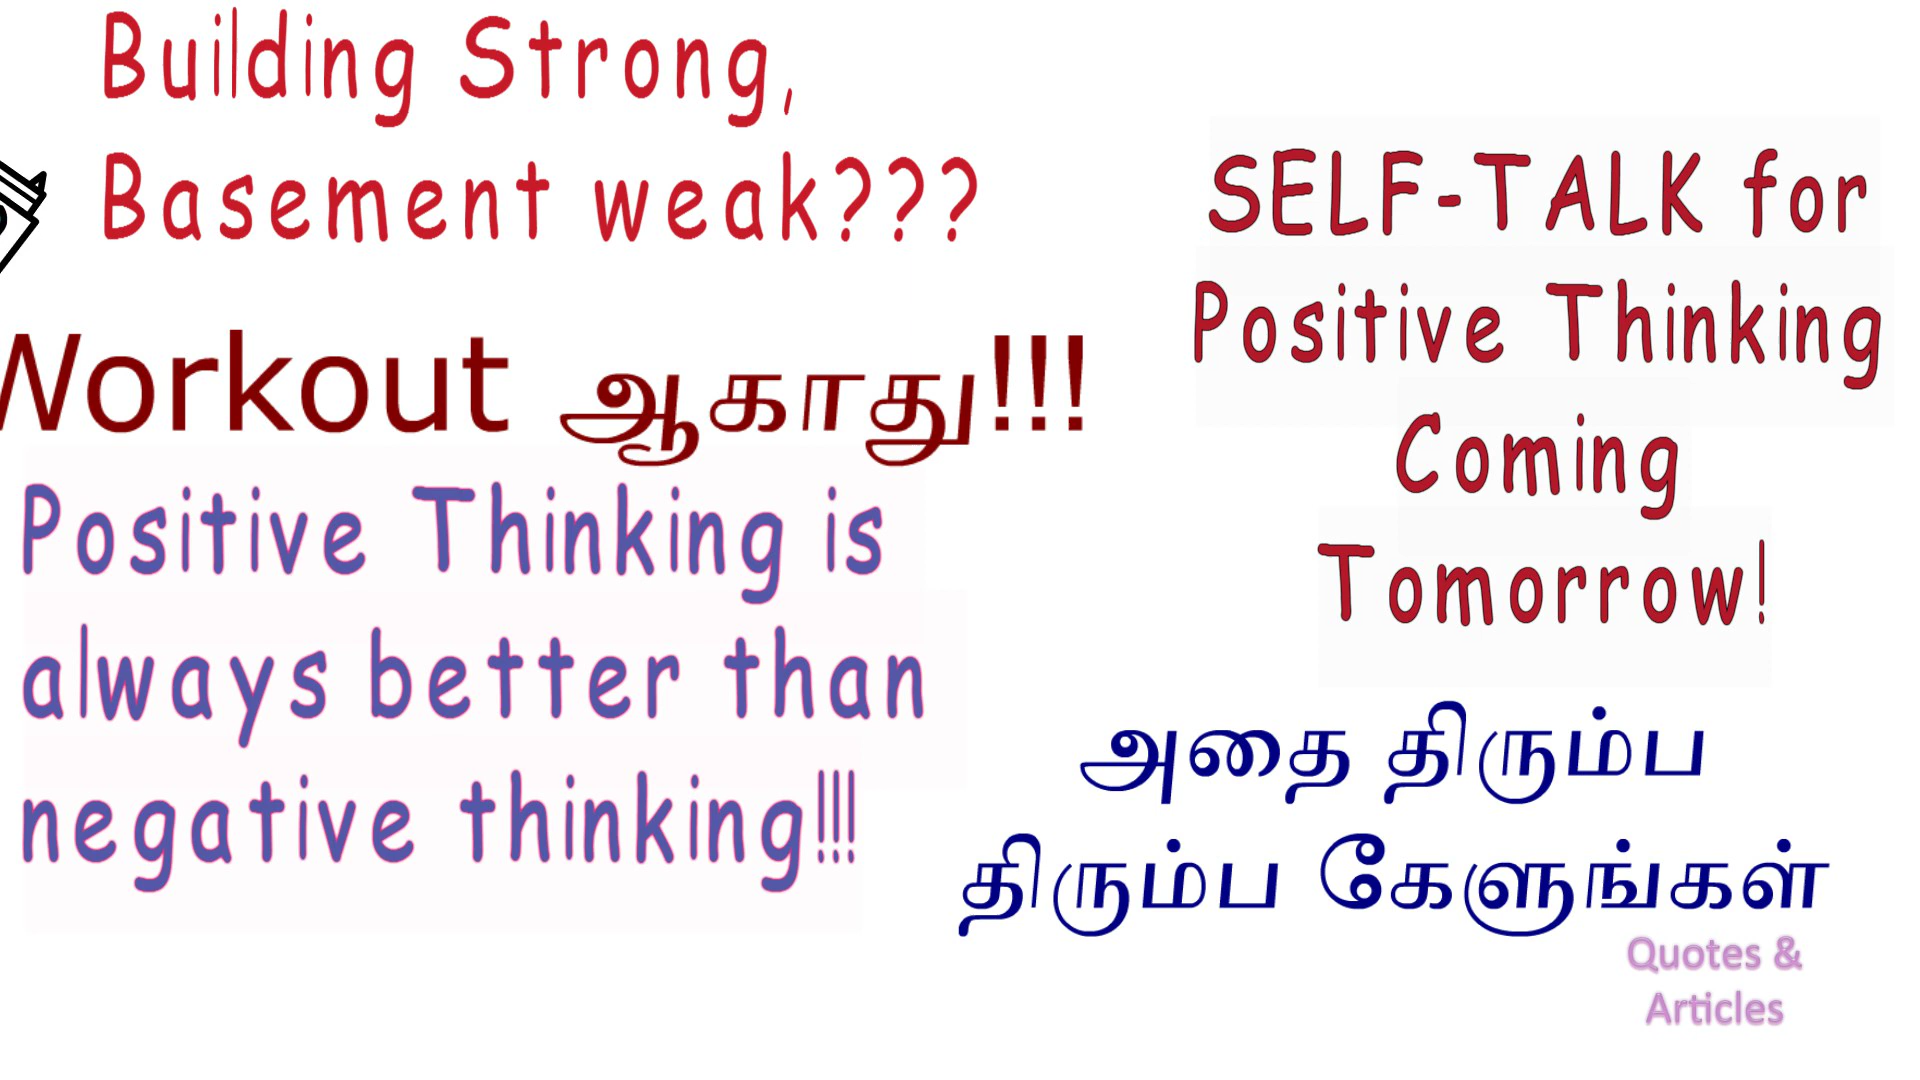 Building Strong,
Basement weak???
Workout ஆகாது!!!
Positive Thinking is
always better than
negative thinking!!!
SELF-TALK for
Positive Thinking
Coming
Tomorrow!
அதை திரும்ப
திரும்ப கேளுங்கள்
Quotes &
Articles